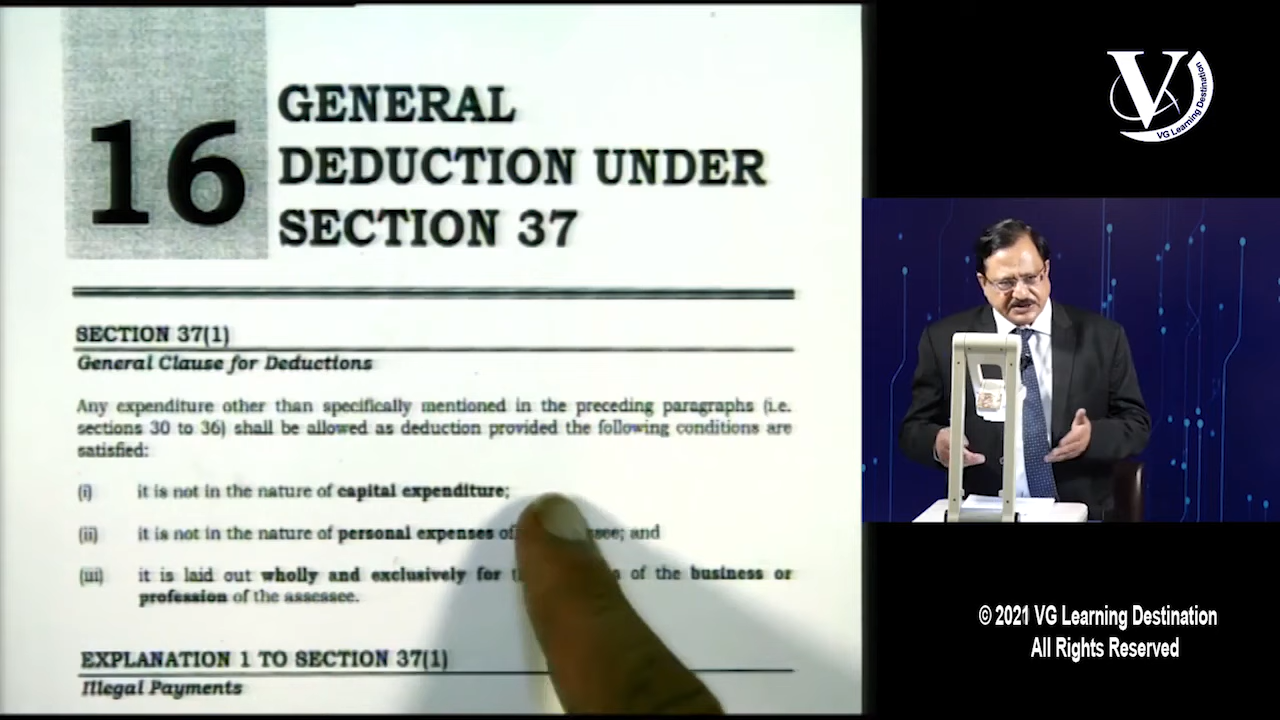 16
GENERAL
DEDUCTION UNDER
SECTION 37
SECTION 37(1)
General Clause for Deductions
Any expenditure other than specifically mentioned in the preceding paragraphs (i.e.
sections 30 to 36) shall be allowed as deduction provided the following conditions are
satisfied:
(i) it is not in the nature of capital expenditure;
(ii) it is not in the nature of personal expenses of ; and
(iii) it is laid out wholly and exclusively for of the business or
profession of the assessee.
EXPLANATION 1 TO SECTION 37(1)
Illegal Payments
V
VG Learning Destination
© 2021 VG Learning Destination
All Rights Reserved